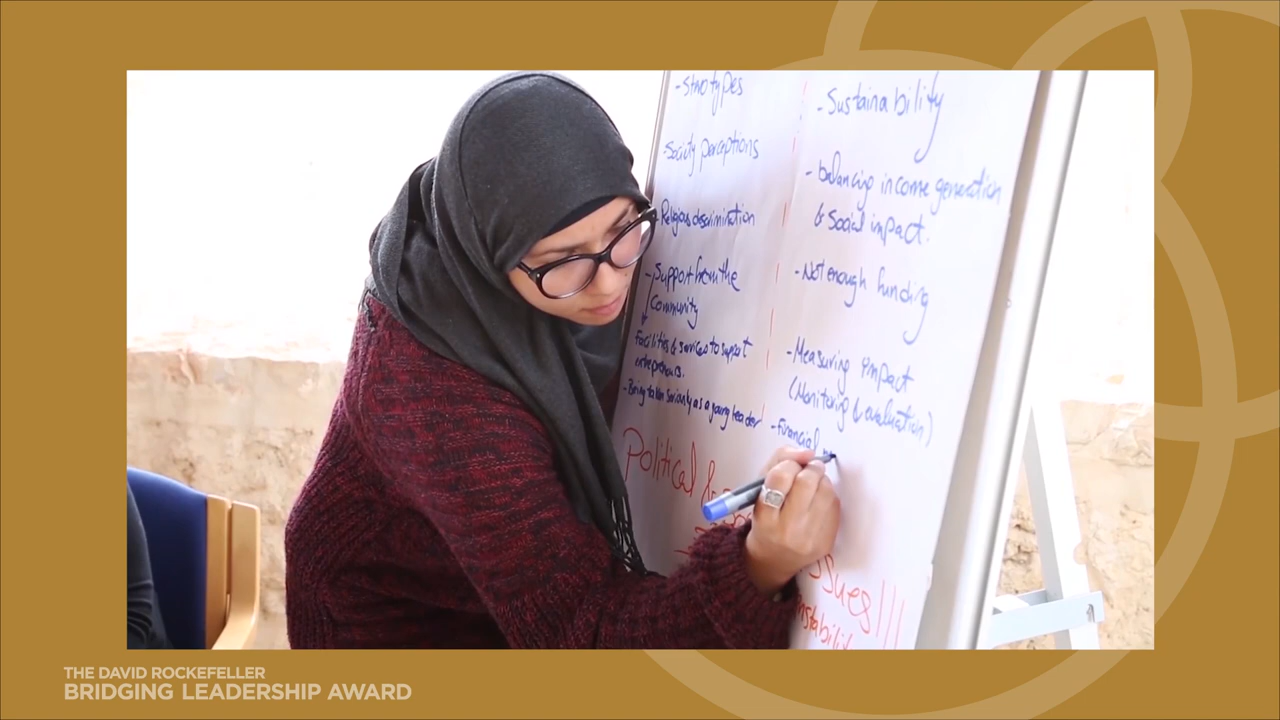 -Strotypes
-Society perceptions
-Religious discrimination
-Support from the
Community
Facilities & services to support
entrepreneurs.
-Being taken seriously as a young leader
Political &
-Sustainability
-balancing income generation
& Social impact.
-Not enough funding
-Measuring impact
(Monitoring & evaluation)
-Financial
issues!!!
THE DAVID ROCKEFELLER
BRIDGING LEADERSHIP AWARD